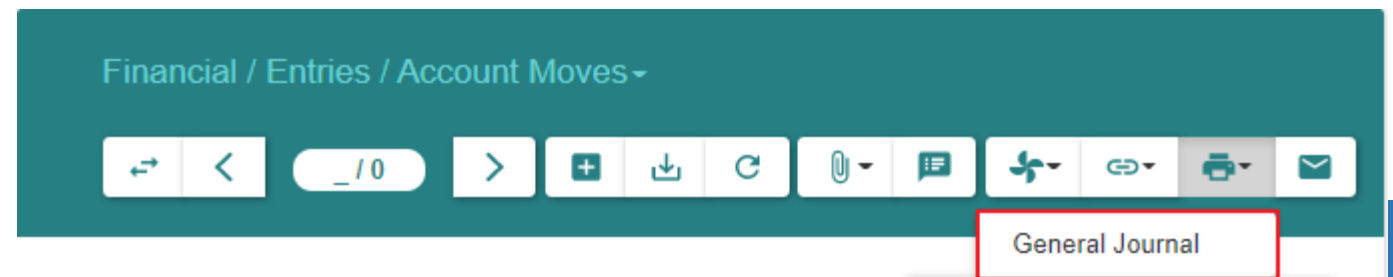 Financial / Entries / Account Moves
_ / 0
General Journal